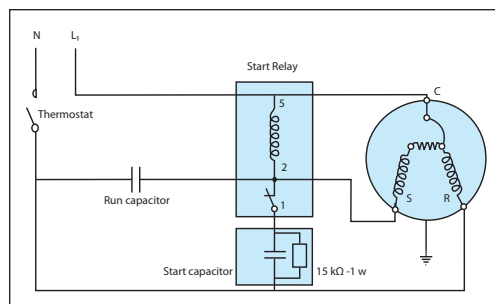 N
L₁
Start Relay
C
5
Thermostat
2
Run capacitor
1
S
R
Start capacitor
15 kΩ -1 w